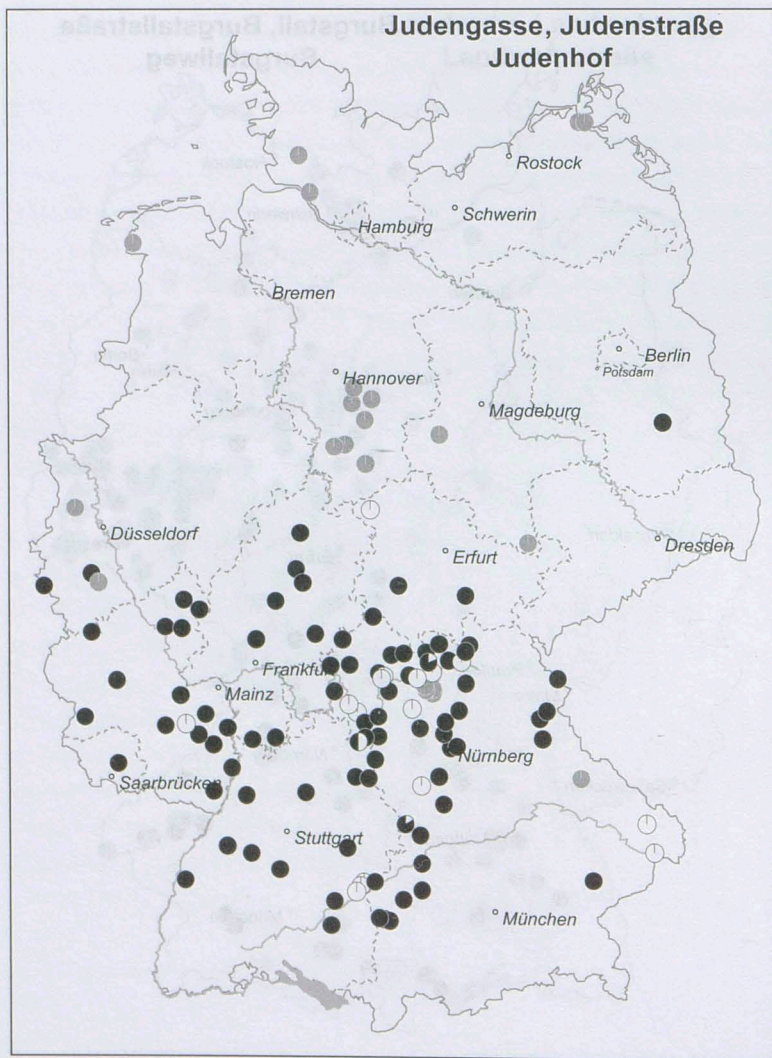 Judengasse, Judenstraße
Judenhof
Rostock
Schwerin
Hamburg
Bremen
Berlin
Potsdam
Hannover
Magdeburg
Düsseldorf
Erfurt
Dresden
Frankfurt
Mainz
Nürnberg
Saarbrücken
Stuttgart
München